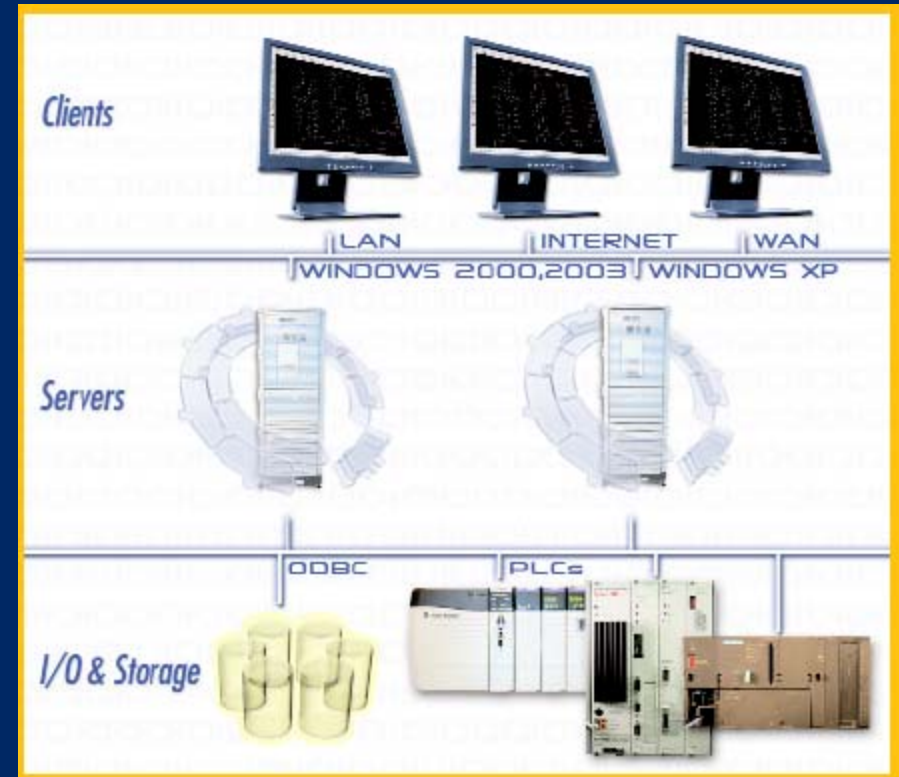 Clients
LAN
INTERNET
WAN
WINDOWS 2000,2003
WINDOWS XP
Servers
ODBC
PLCs
I/O & Storage